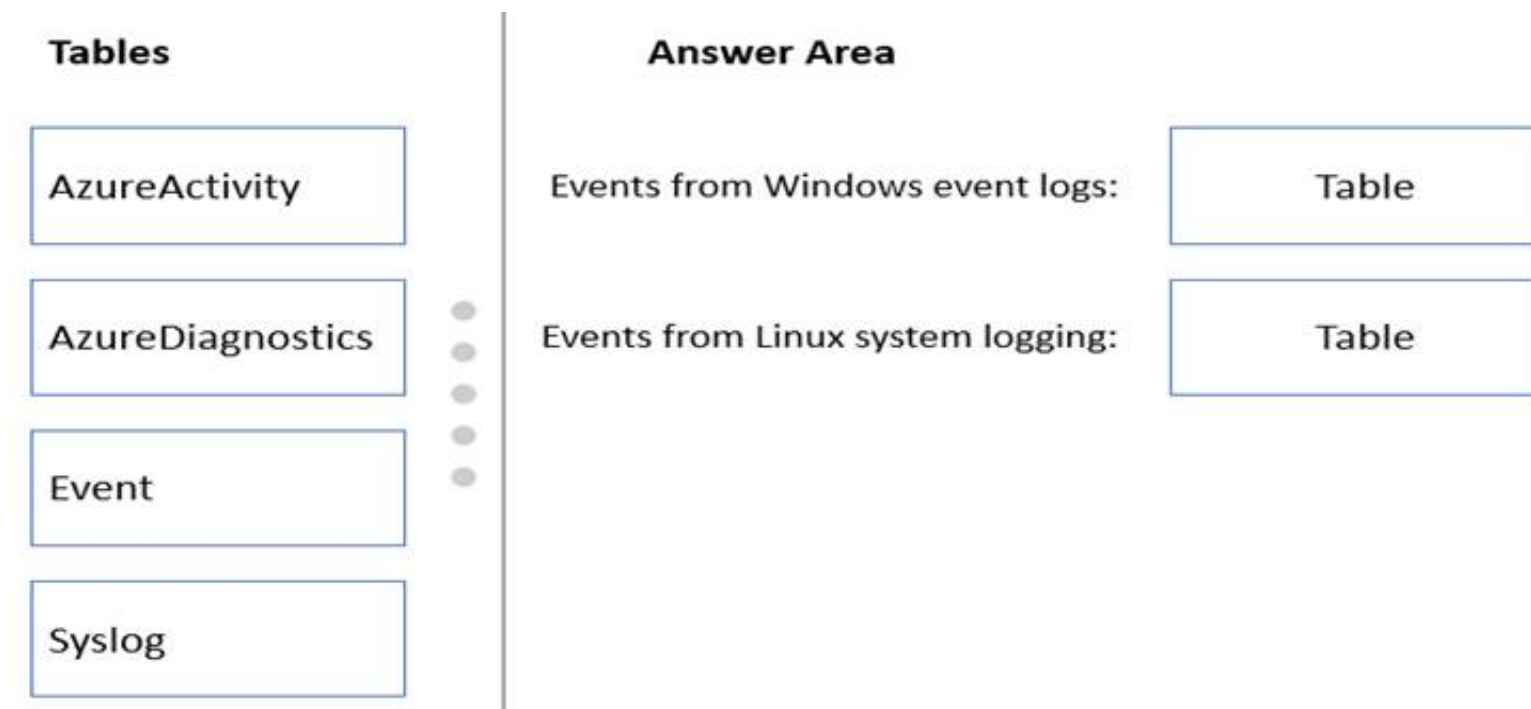 Tables
AzureActivity
AzureDiagnostics
Event
Syslog
Answer Area
Events from Windows event logs:
Table
Events from Linux system logging:
Table